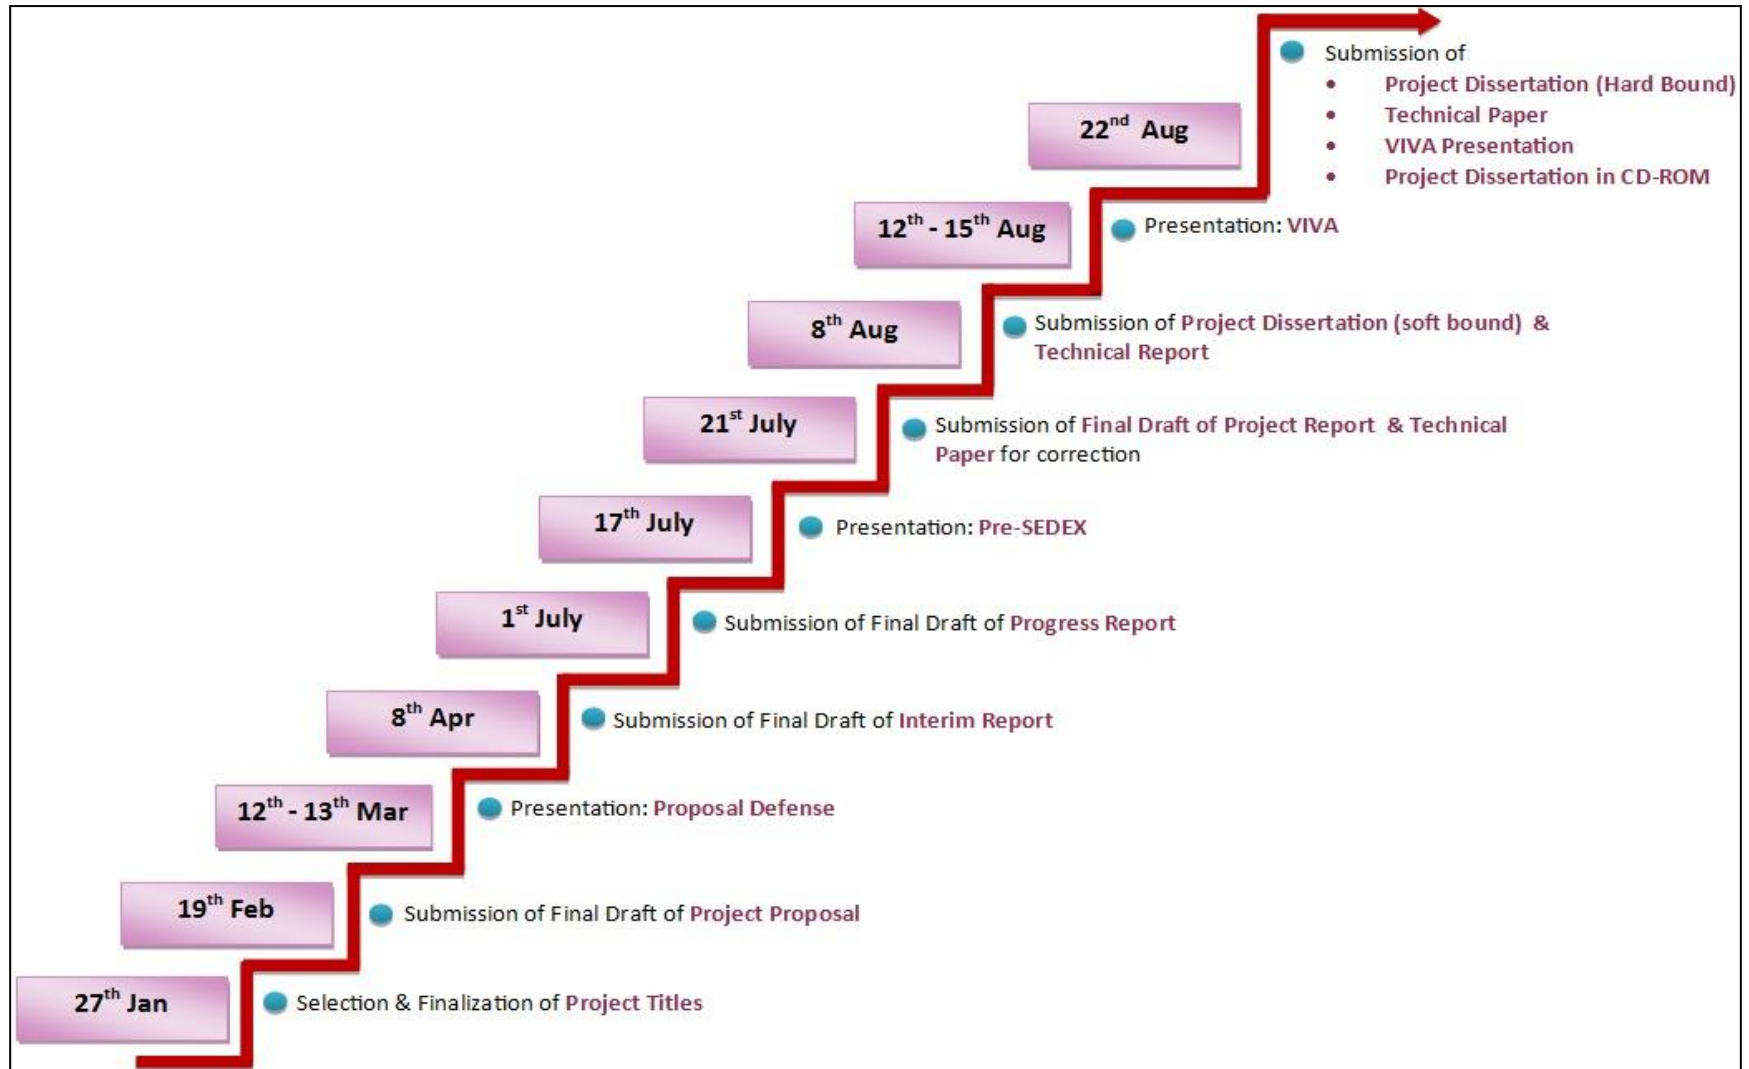 22nd Aug
Submission of
• Project Dissertation (Hard Bound)
• Technical Paper
• VIVA Presentation
• Project Dissertation in CD-ROM
12th - 15th Aug
Presentation: VIVA
8th Aug
Submission of Project Dissertation (soft bound) &
Technical Report
21st July
Submission of Final Draft of Project Report & Technical
Paper for correction
17th July
Presentation: Pre-SEDEX
1st July
Submission of Final Draft of Progress Report
8th Apr
Submission of Final Draft of Interim Report
12th - 13th Mar
Presentation: Proposal Defense
19th Feb
Submission of Final Draft of Project Proposal
27th Jan
Selection & Finalization of Project Titles